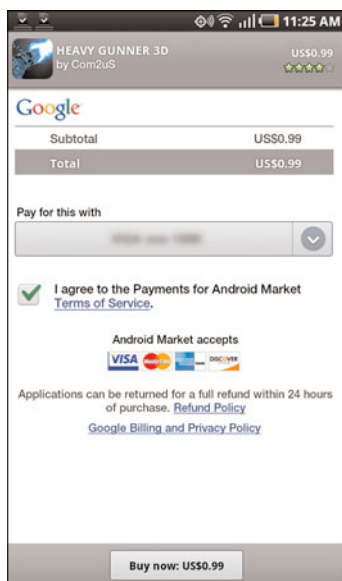 11:25 AM
HEAVY GUNNER 3D
by Com2uS
US$0.99
Google
Subtotal US$0.99
Total US$0.99
Pay for this with
I agree to the Payments for Android Market
Terms of Service.
Android Market accepts
VISA MasterCard DISCOVER
Applications can be returned for a full refund within 24 hours
of purchase. Refund Policy
Google Billing and Privacy Policy
Buy now: US$0.99